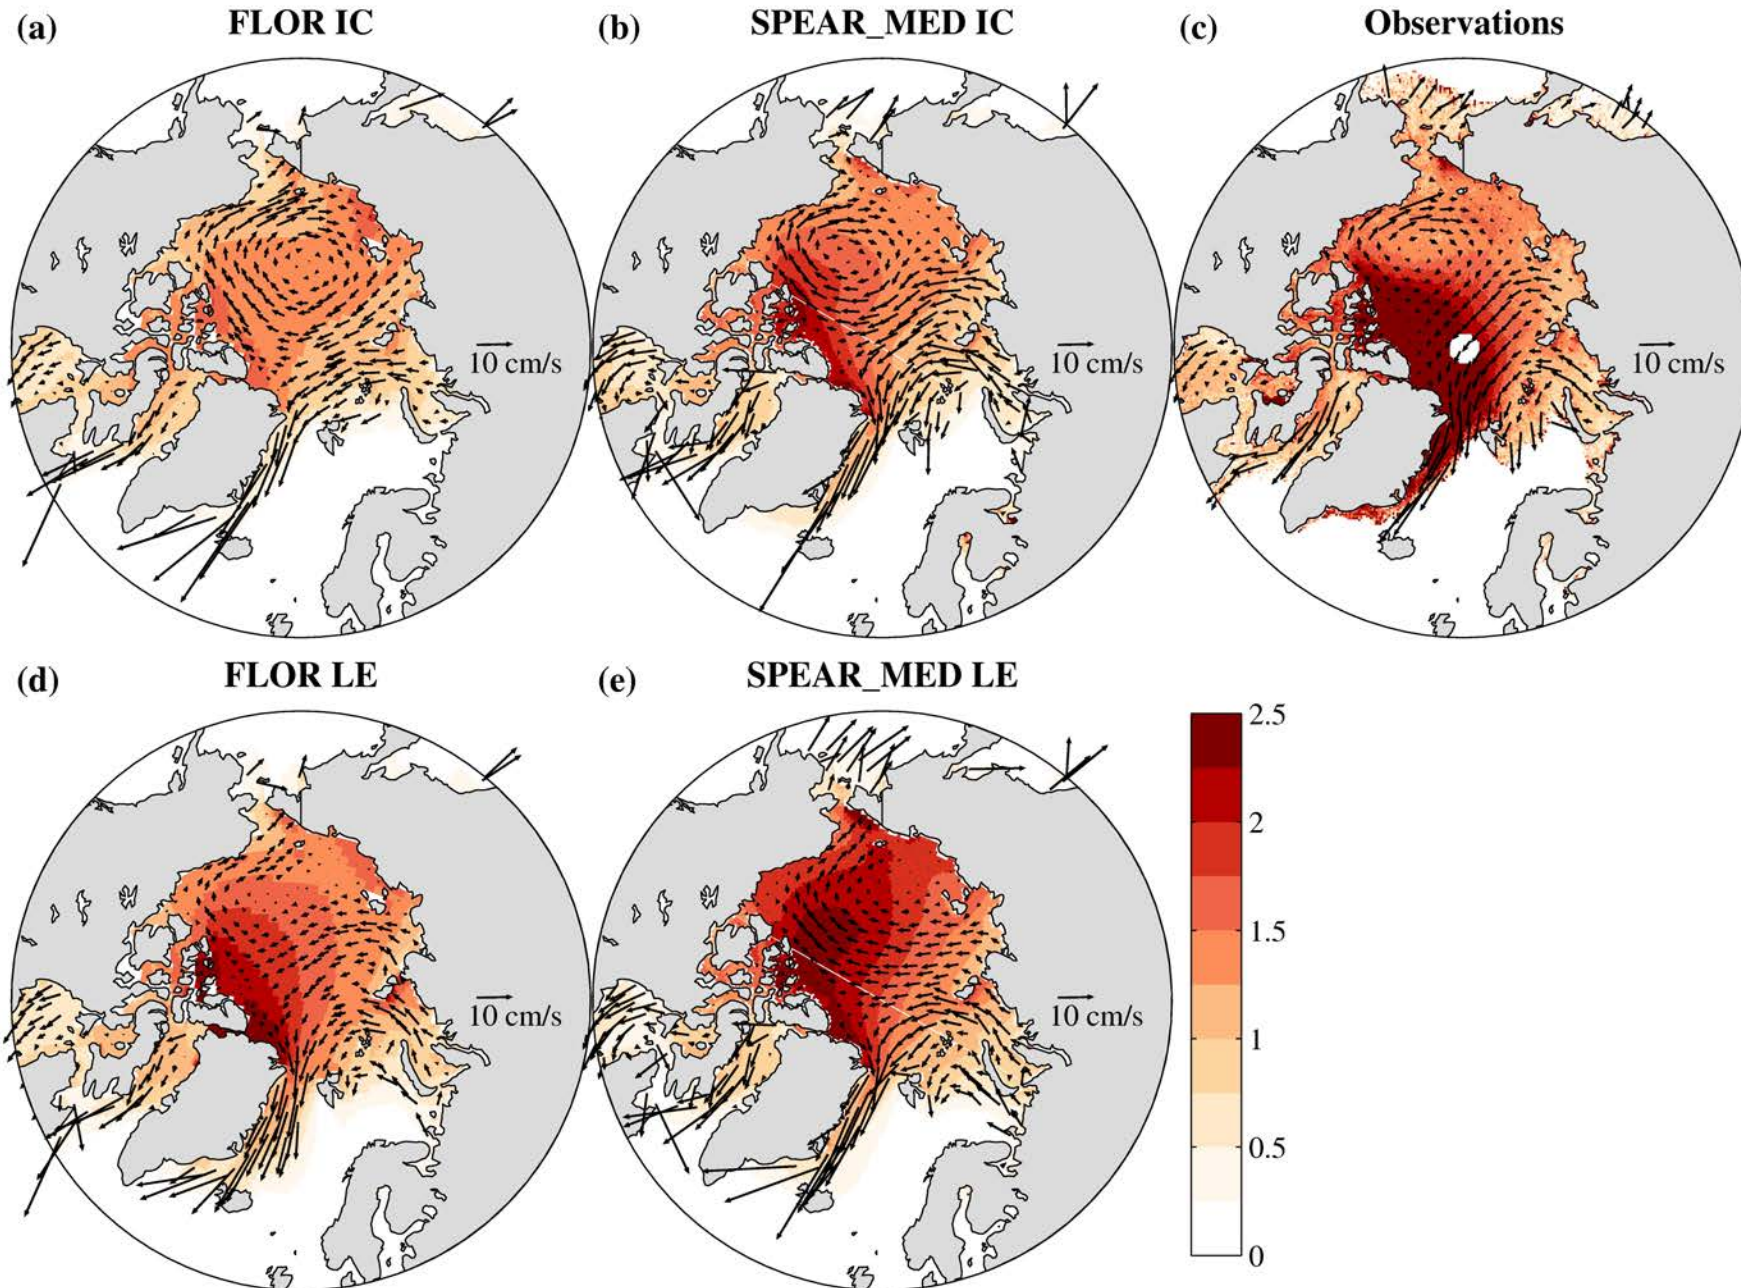 (a) FLOR IC
(b) SPEAR_MED IC
(c) Observations
10 cm/s
10 cm/s
10 cm/s
(d) FLOR LE
(e) SPEAR_MED LE
10 cm/s
10 cm/s
2.5
2
1.5
1
0.5
0